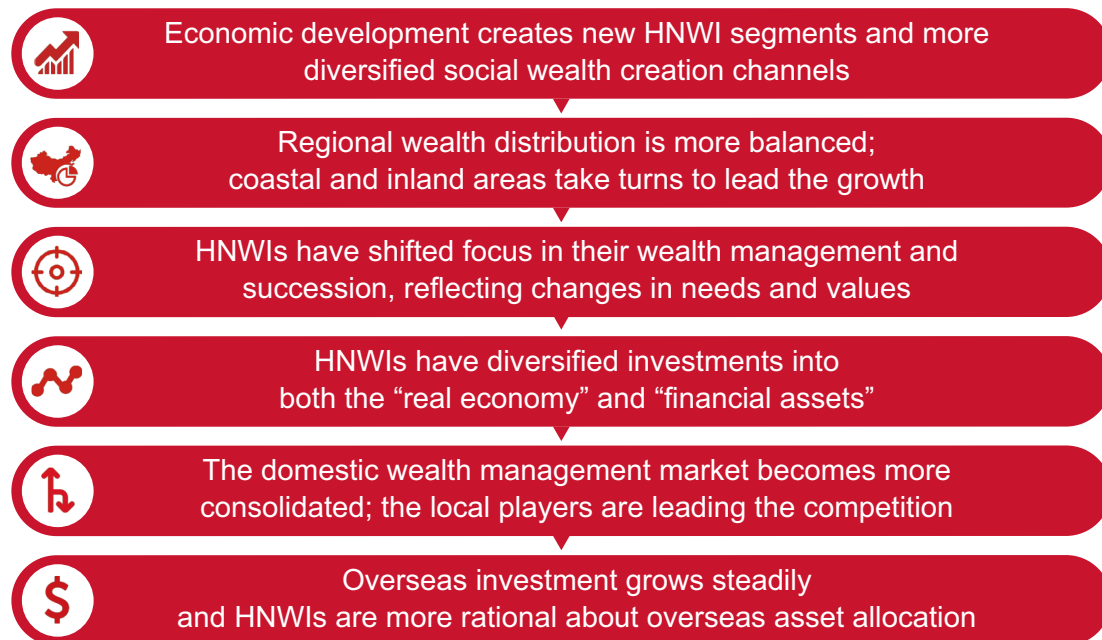 Economic development creates new HNWI segments and more
diversified social wealth creation channels
Regional wealth distribution is more balanced;
coastal and inland areas take turns to lead the growth
HNWIs have shifted focus in their wealth management and
succession, reflecting changes in needs and values
HNWIs have diversified investments into
both the “real economy” and “financial assets”
The domestic wealth management market becomes more
consolidated; the local players are leading the competition
Overseas investment grows steadily
and HNWIs are more rational about overseas asset allocation
$